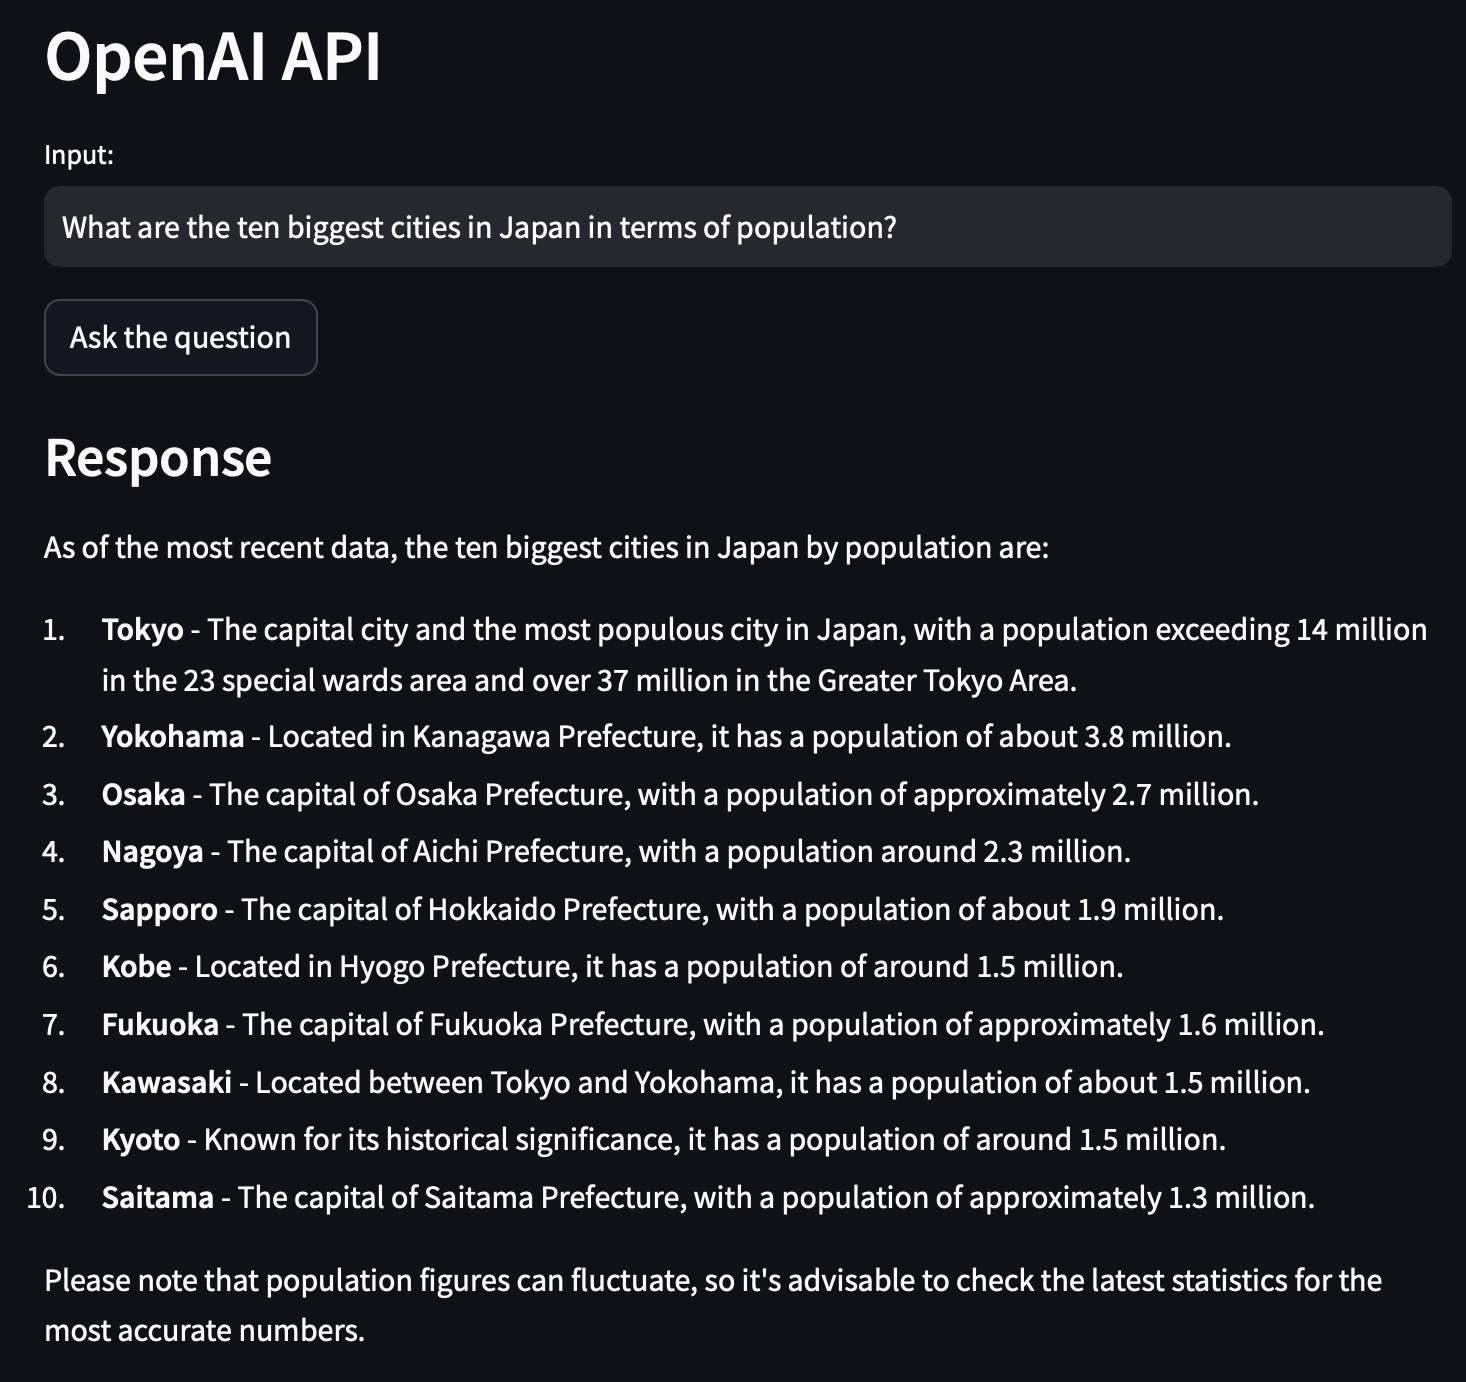 OpenAI API
Input:
What are the ten biggest cities in Japan in terms of population?
Ask the question
Response
As of the most recent data, the ten biggest cities in Japan by population are:
1. Tokyo - The capital city and the most populous city in Japan, with a population exceeding 14 million
in the 23 special wards area and over 37 million in the Greater Tokyo Area.
2. Yokohama - Located in Kanagawa Prefecture, it has a population of about 3.8 million.
3. Osaka - The capital of Osaka Prefecture, with a population of approximately 2.7 million.
4. Nagoya - The capital of Aichi Prefecture, with a population around 2.3 million.
5. Sapporo - The capital of Hokkaido Prefecture, with a population of about 1.9 million.
6. Kobe - Located in Hyogo Prefecture, it has a population of around 1.5 million.
7. Fukuoka - The capital of Fukuoka Prefecture, with a population of approximately 1.6 million.
8. Kawasaki - Located between Tokyo and Yokohama, it has a population of about 1.5 million.
9. Kyoto - Known for its historical significance, it has a population of around 1.5 million.
10. Saitama - The capital of Saitama Prefecture, with a population of approximately 1.3 million.
Please note that population figures can fluctuate, so it's advisable to check the latest statistics for the
most accurate numbers.